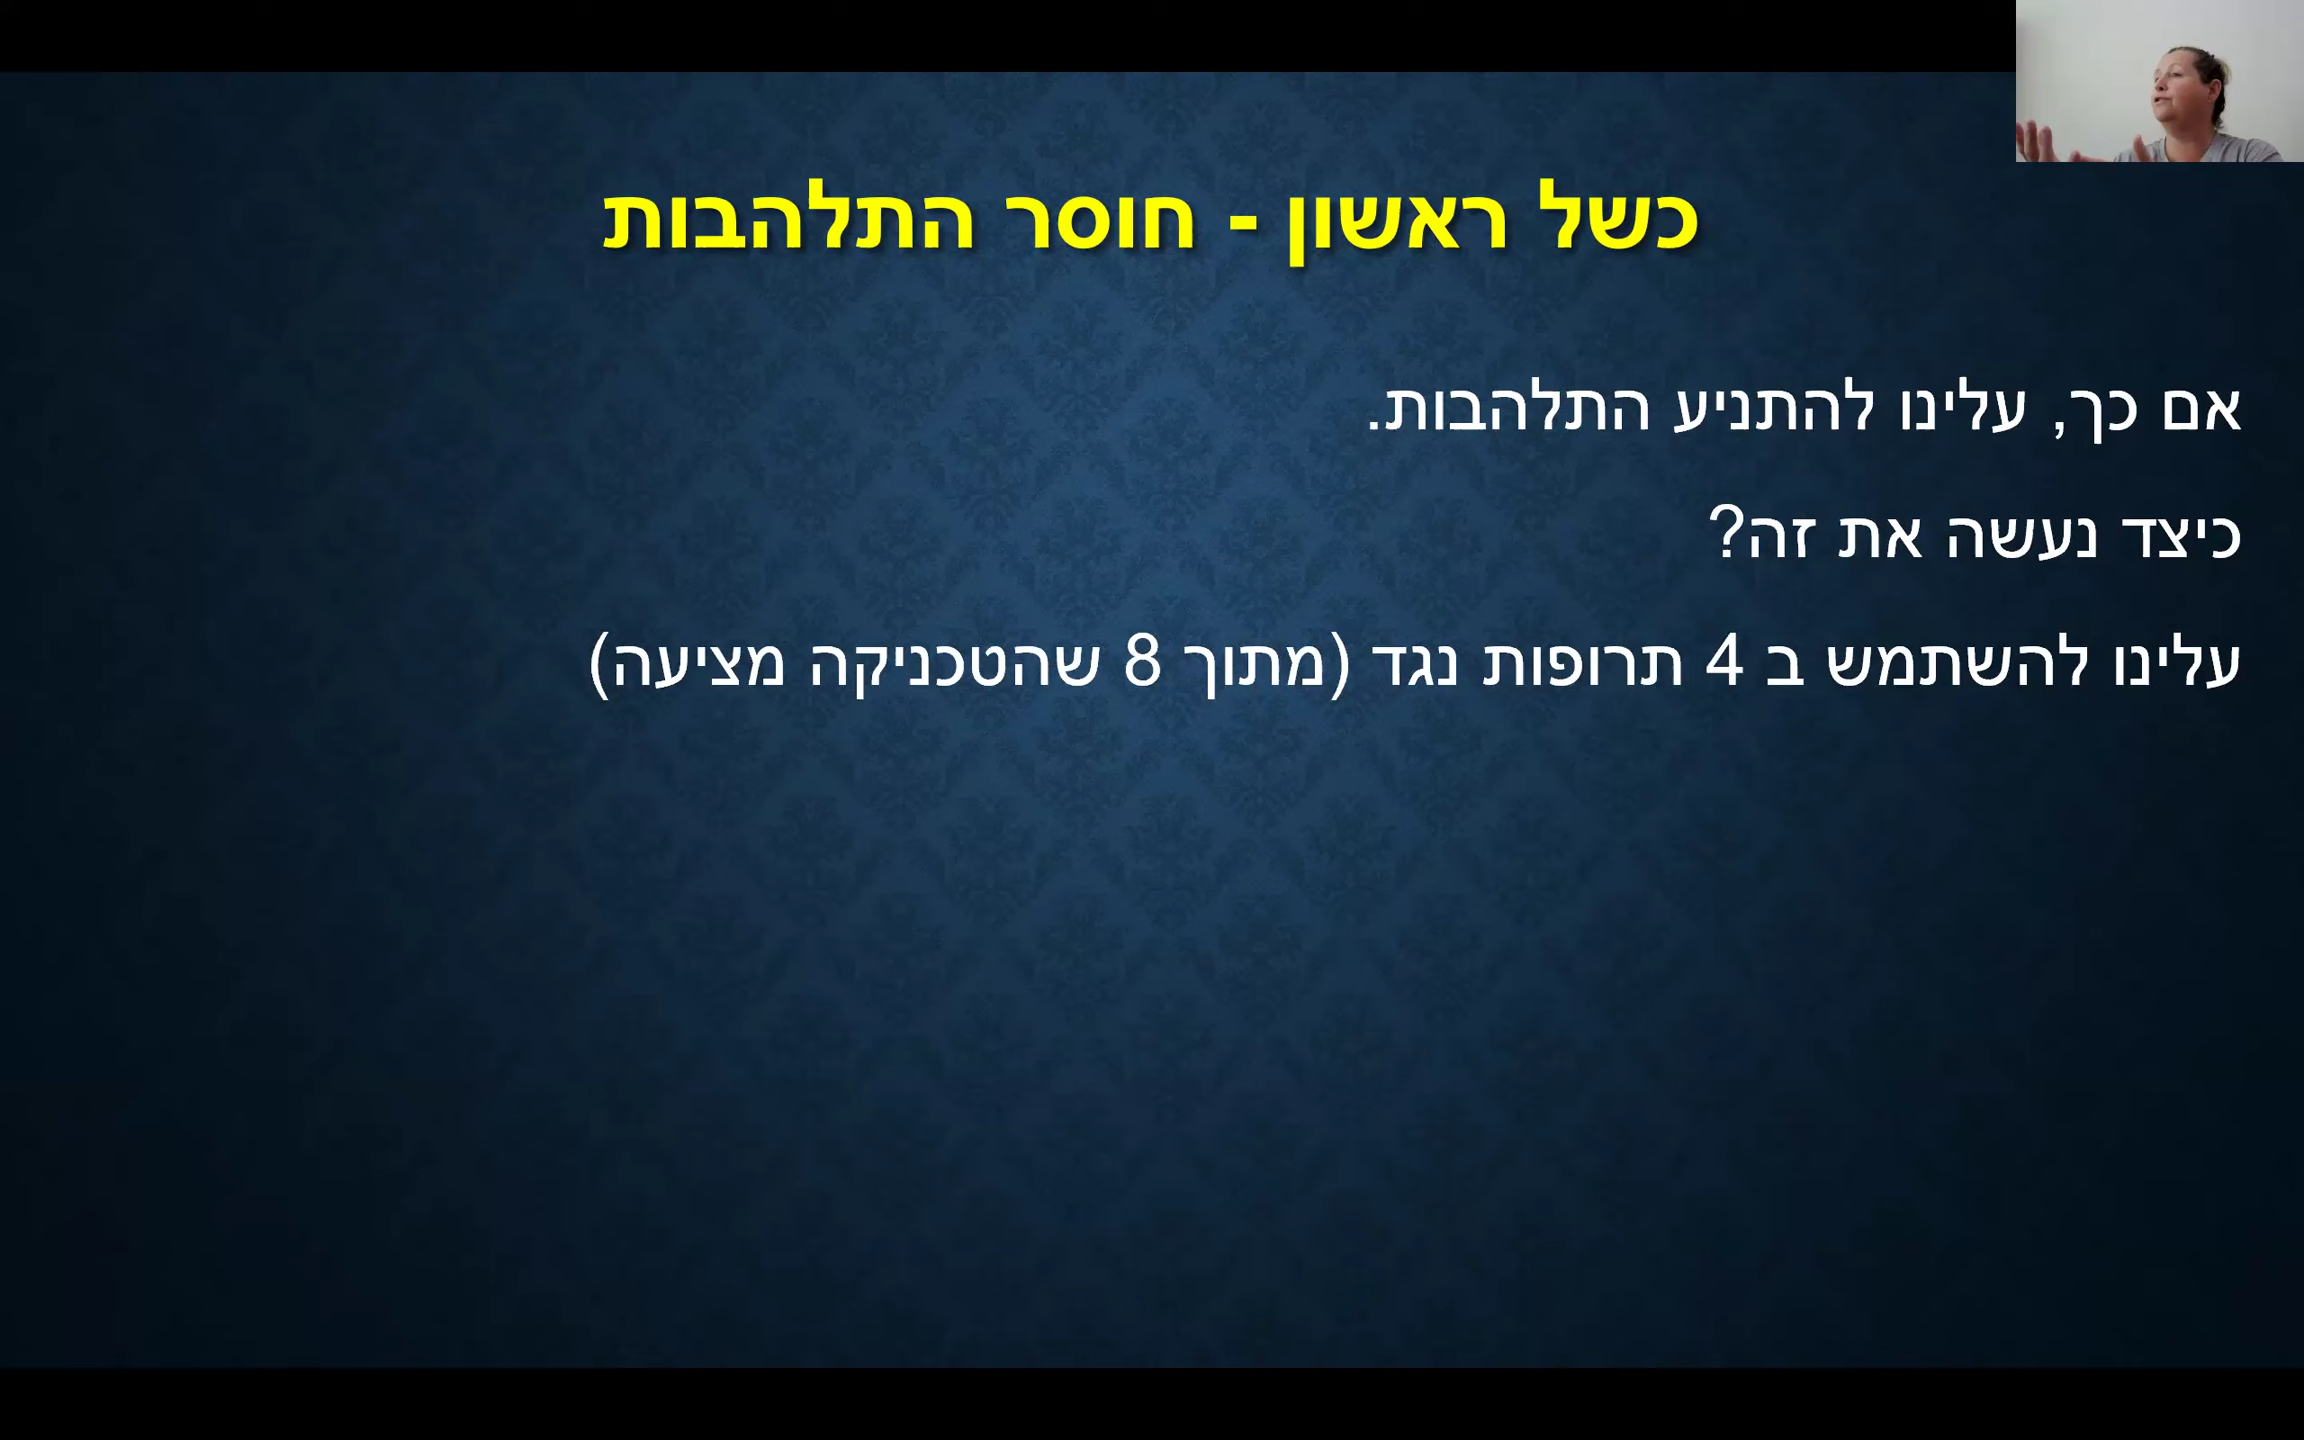 כשל ראשון - חוסר התלהבות
אם כך, עלינו להתניע התלהבות.
כיצד נעשה את זה?
עלינו להשתמש ב 4 תרופות נגד (מתוך 8 שהטכניקה מציעה)